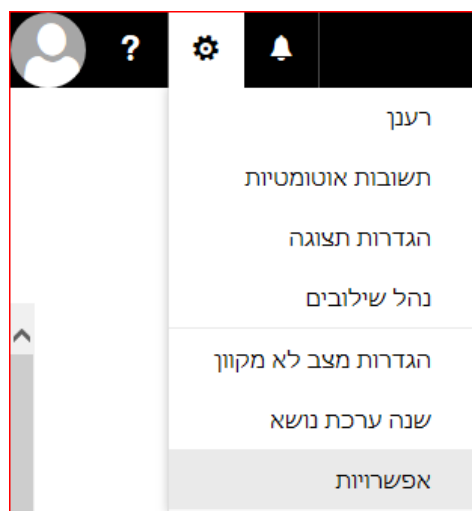 ?
רענן
תשובות אוטומטיות
הגדרות תצוגה
נהל שילובים
הגדרות מצב לא מקוון
שנה ערכת נושא
אפשרויות